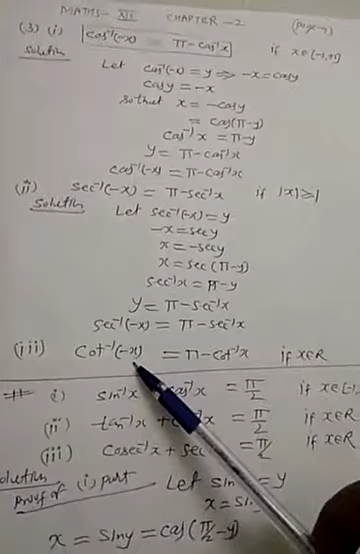 MATHS - XII CHAPTER-2 (page-4)
(3) (i) cos⁻¹(-x) = π - cos⁻¹x if x∈[-1,+1]
Solution
Let cos⁻¹(-x) = y ⇒ -x = cosy
cosy = -x
so that x = -cosy
= cos(π-y)
cos⁻¹x = π-y
y = π - cos⁻¹x
cos⁻¹(-x) = π - cos⁻¹x
(ii) sec⁻¹(-x) = π - sec⁻¹x if |x|≥1
Solution Let sec⁻¹(-x) = y
-x = secy
x = -secy
x = sec(π-y)
sec⁻¹x = π-y
y = π - sec⁻¹x
sec⁻¹(-x) = π - sec⁻¹x
(iii) cot⁻¹(-x) = π - cot⁻¹x if x∈R
# i) sin⁻¹x cos⁻¹x = π/2 if x∈[-1,
(ii) tan⁻¹x + cot⁻¹x = π/2 if x∈R
(iii) cosec⁻¹x + sec = π/2 if x∈R
Solution
Proof of (i) part Let sin = y
x = sin
x = siny = cos(π/2 - y)